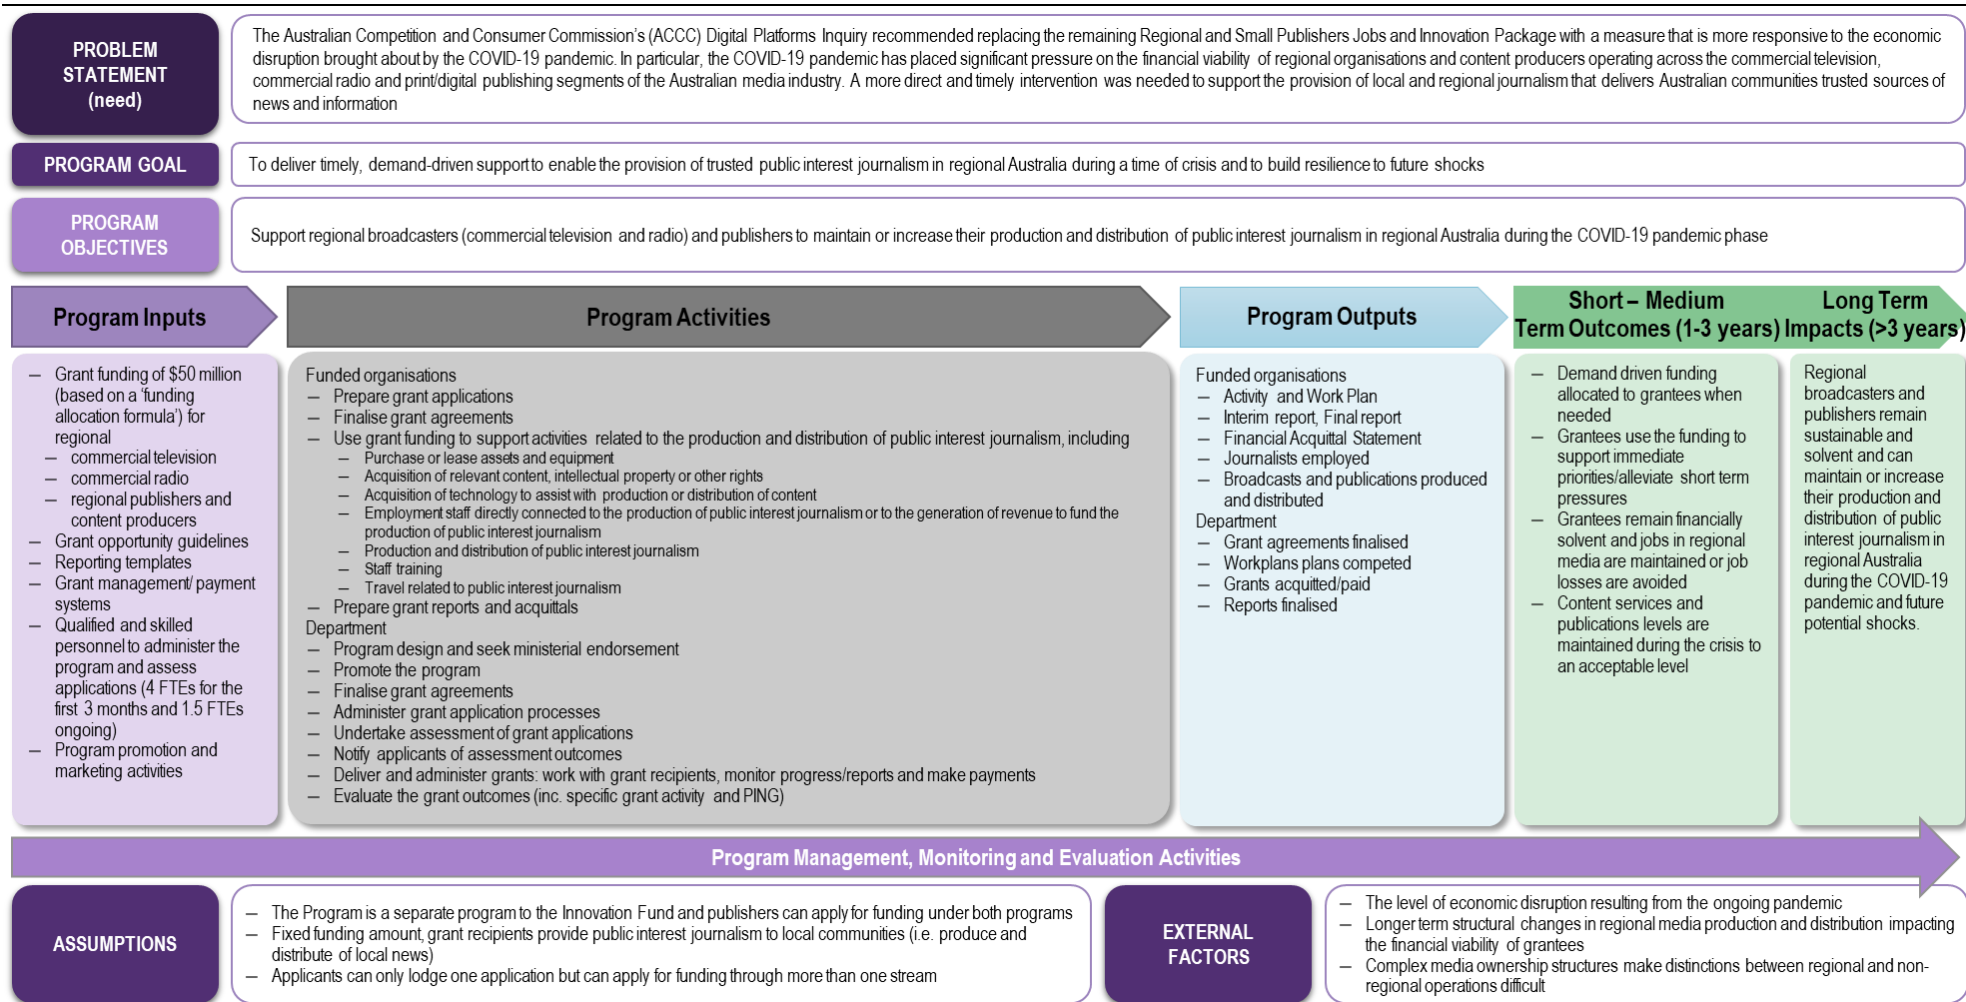 PROBLEM
STATEMENT
(need)
The Australian Competition and Consumer Commission's (ACCC) Digital Platforms Inquiry recommended replacing the remaining Regional and Small Publishers Jobs and Innovation Package with a measure that is more responsive to the economic
disruption brought about by the COVID-19 pandemic. In particular, the COVID-19 pandemic has placed significant pressure on the financial viability of regional organisations and content producers operating across the commercial television,
commercial radio and print/digital publishing segments of the Australian media industry. A more direct and timely intervention was needed to support the provision of local and regional journalism that delivers Australian communities trusted sources of
news and information
PROGRAM GOAL
To deliver timely, demand-driven support to enable the provision of trusted public interest journalism in regional Australia during a time of crisis and to build resilience to future shocks
PROGRAM
OBJECTIVES
Support regional broadcasters (commercial television and radio) and publishers to maintain or increase their production and distribution of public interest journalism in regional Australia during the COVID-19 pandemic phase
Program Inputs
— Grant funding of $50 million
(based on a 'funding
allocation formula') for
regional
— commercial television
— commercial radio
— regional publishers and
content producers
— Grant opportunity guidelines
— Reporting templates
— Grant management/ payment
systems
— Qualified and skilled
personnel to administer the
program and assess
applications (4 FTEs for the
first 3 months and 1.5 FTEs
ongoing)
— Program promotion and
marketing activities
Program Activities
Funded organisations
— Prepare grant applications
— Finalise grant agreements
— Use grant funding to support activities related to the production and distribution of public interest journalism, including
— Purchase or lease assets and equipment
— Acquisition of relevant content, intellectual property or other rights
— Acquisition of technology to assist with production or distribution of content
— Employment staff directly connected to the production of public interest journalism or to the generation of revenue to fund the
production of public interest journalism
— Production and distribution of public interest journalism
— Staff training
— Travel related to public interest journalism
— Prepare grant reports and acquittals
Department
— Program design and seek ministerial endorsement
— Promote the program
— Finalise grant agreements
— Administer grant application processes
— Undertake assessment of grant applications
— Notify applicants of assessment outcomes
— Deliver and administer grants: work with grant recipients, monitor progress/reports and make payments
— Evaluate the grant outcomes (inc. specific grant activity and PING)
Program Outputs
Funded organisations
— Activity and Work Plan
— Interim report, Final report
— Financial Acquittal Statement
— Journalists employed
— Broadcasts and publications produced
and distributed
Department
— Grant agreements finalised
— Workplans plans competed
— Grants acquitted/paid
— Reports finalised
Short – Medium
Term Outcomes (1-3 years)
— Demand driven funding
allocated to grantees when
needed
— Grantees use the funding to
support immediate
priorities/alleviate short term
pressures
— Grantees remain financially
solvent and jobs in regional
media are maintained or job
losses are avoided
— Content services and
publications levels are
maintained during the crisis to
an acceptable level
Long Term
Impacts (>3 years)
Regional
broadcasters and
publishers remain
sustainable and
solvent and can
maintain or increase
their production and
distribution of public
interest journalism in
regional Australia
during the COVID-19
pandemic and future
potential shocks.
Program Management, Monitoring and Evaluation Activities
ASSUMPTIONS
— The Program is a separate program to the Innovation Fund and publishers can apply for funding under both programs
— Fixed funding amount, grant recipients provide public interest journalism to local communities (i.e. produce and
distribute of local news)
— Applicants can only lodge one application but can apply for funding through more than one stream
EXTERNAL
FACTORS
— The level of economic disruption resulting from the ongoing pandemic
— Longer term structural changes in regional media production and distribution impacting
the financial viability of grantees
— Complex media ownership structures make distinctions between regional and non-
regional operations difficult